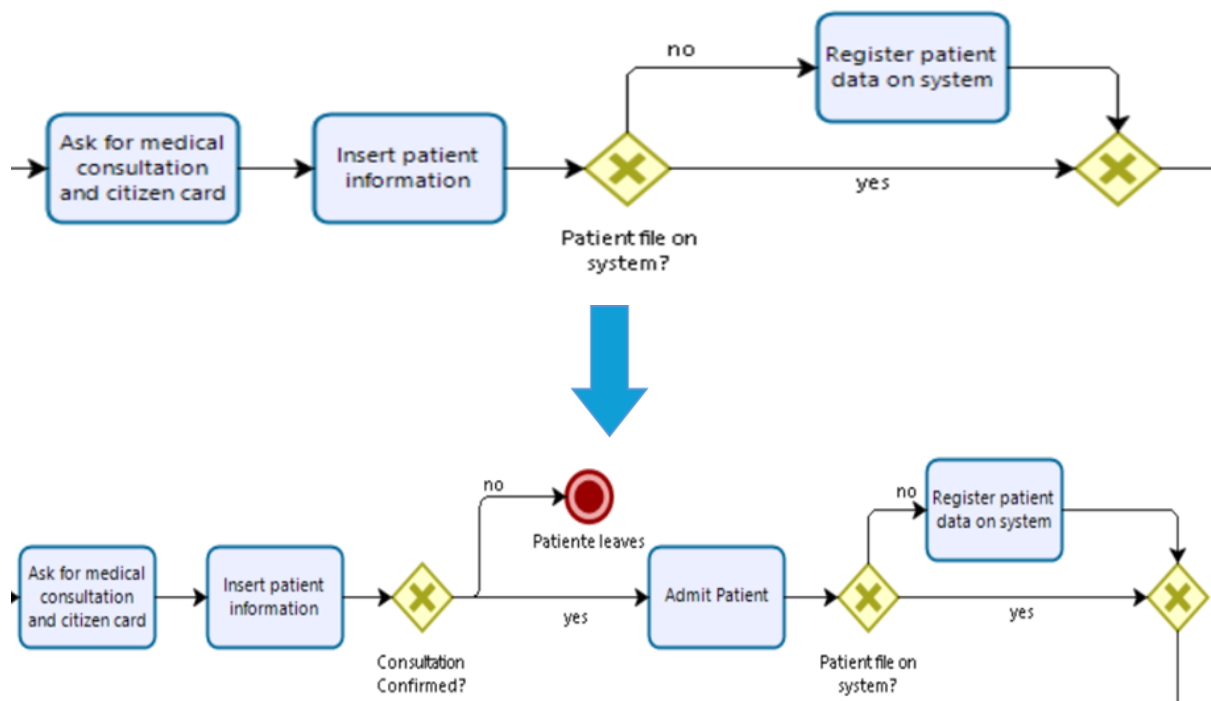 no
Register patient
data on system
Ask for medical
consultation
and citizen card
Insert patient
information
yes
Patient file on
system?
no
Patiente leaves
no
Register patient
data on system
Ask for medical
consultation
and citizen card
Insert patient
information
yes
Admit Patient
yes
Consultation
Confirmed?
Patient file on
system?